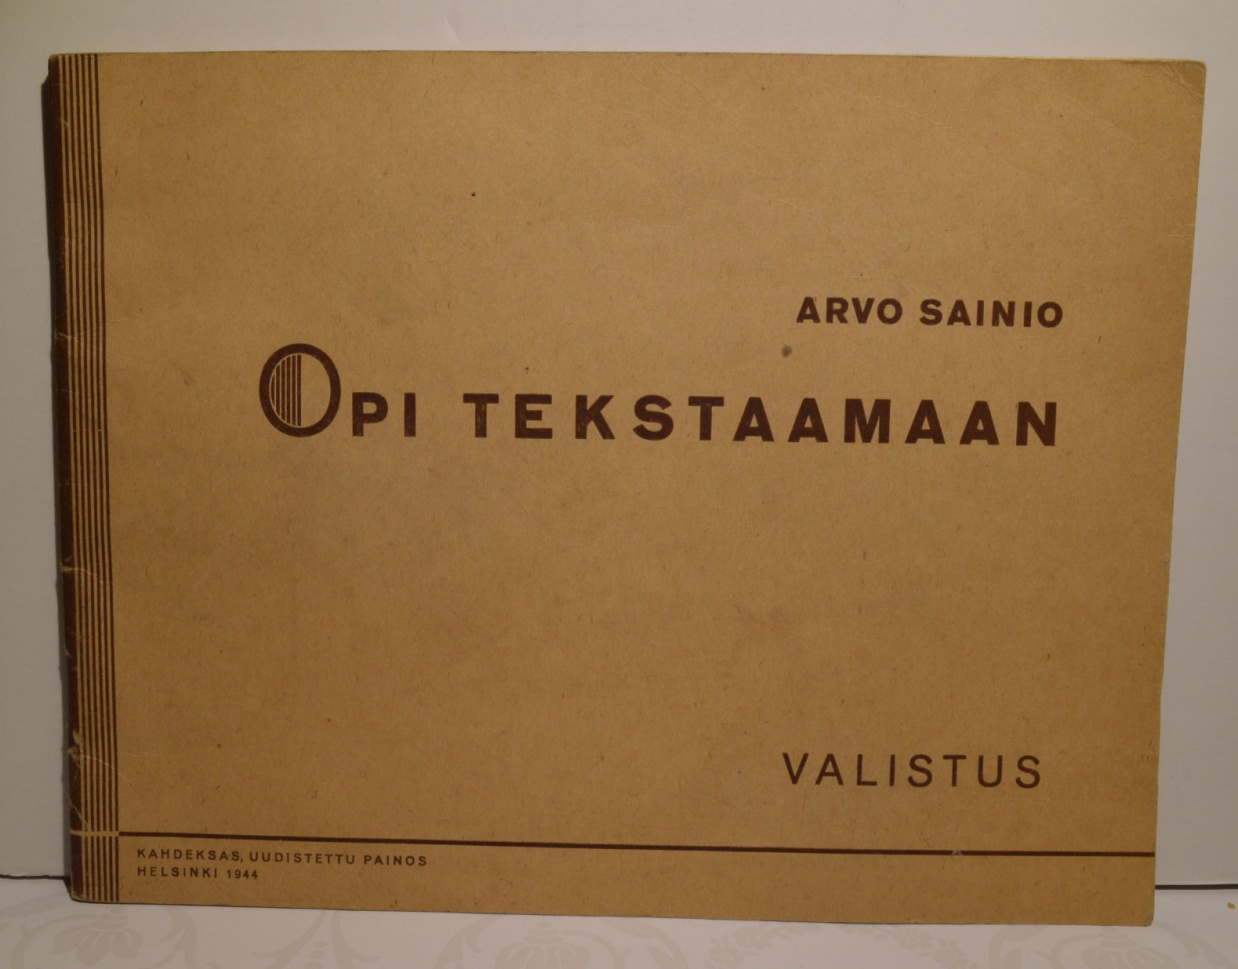 ARVO SAINIO
OPI TEKSTAAMAAN
VALISTUS
KAHDEKSAS, UUDISTETTU PAINOS
HELSINKI 1944